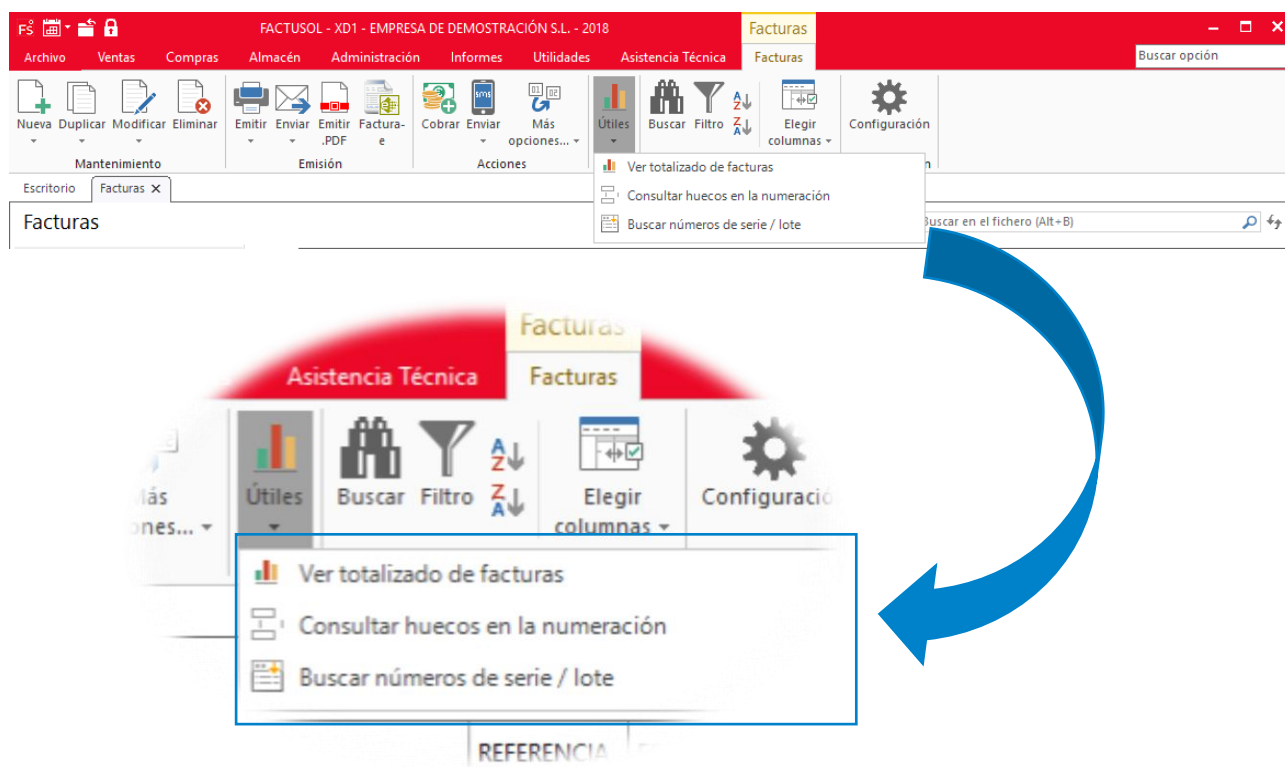 FS FACTUSOL - XD1 - EMPRESA DE DEMOSTRACIÓN S.L. - 2018 Facturas
Archivo Ventas Compras Almacén Administración Informes Utilidades Asistencia Técnica Facturas Buscar opción
Nueva Duplicar Modificar Eliminar Emitir Enviar Emitir .PDF Factura-e Cobrar Enviar Más opciones... Útiles Buscar Filtro Elegir columnas Configuración
Mantenimiento Emisión Acciones
Ver totalizado de facturas
Consultar huecos en la numeración
Buscar números de serie / lote
Escritorio Facturas
Facturas Buscar en el fichero (Alt+B)
Facturas
Asistencia Técnica Facturas
Más Útiles Buscar Filtro A Z Z A Elegir columnas
Ver totalizado de facturas
Consultar huecos en la numeración
Buscar números de serie / lote
REFERENCIA